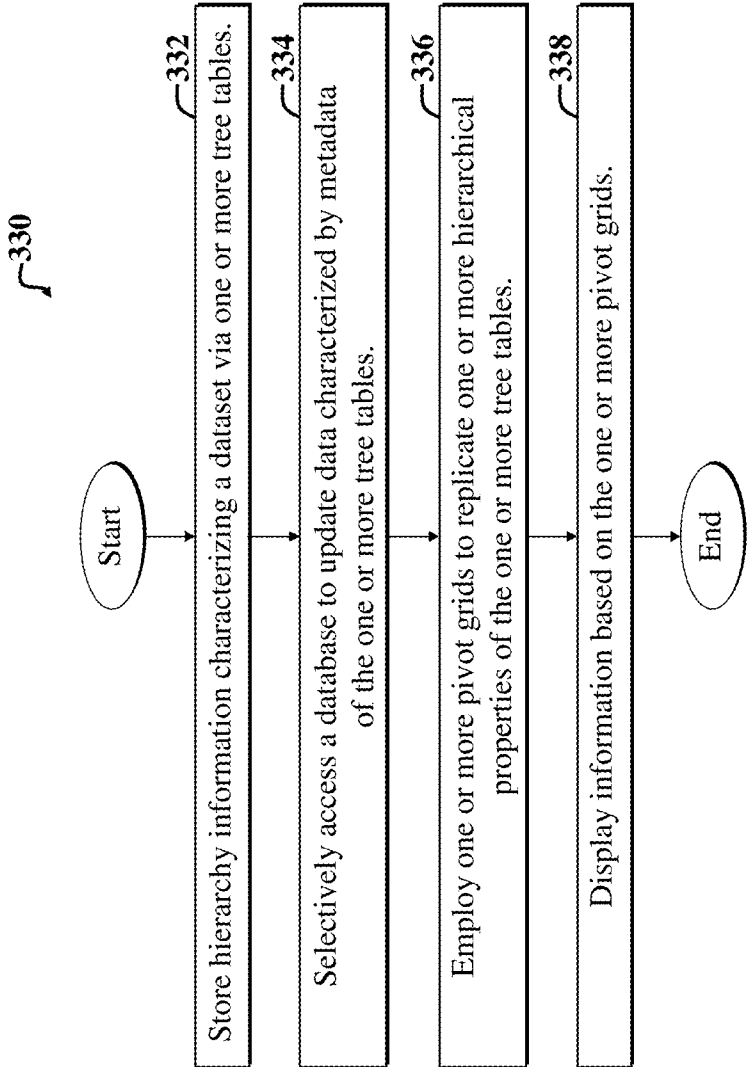 330
Start
332
Store hierarchy information characterizing a dataset via one or more tree tables.
334
Selectively access a database to update data characterized by metadata
of the one or more tree tables.
336
Employ one or more pivot grids to replicate one or more hierarchical
properties of the one or more tree tables.
338
Display information based on the one or more pivot grids.
End